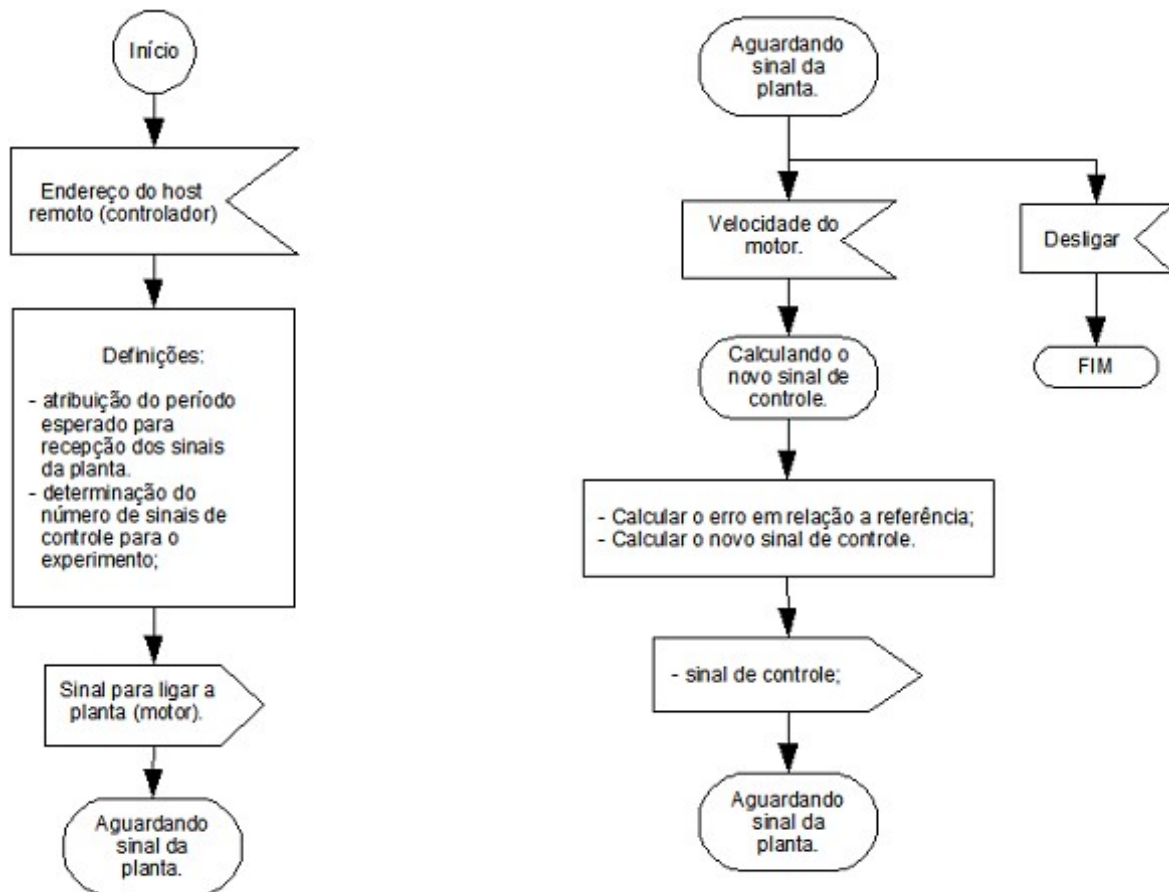 Início
Endereço do host
remoto (controlador)
Definições:
- atribuição do período
esperado para
recepção dos sinais
da planta.
- determinação do
número de sinais de
controle para o
experimento;
Sinal para ligar a
planta (motor).
Aguardando
sinal da
planta.
Aguardando
sinal da
planta.
Velocidade do
motor.
Desligar
FIM
Calculando o
novo sinal de
controle.
- Calcular o erro em relação a referência;
- Calcular o novo sinal de controle.
- sinal de controle;
Aguardando
sinal da
planta.